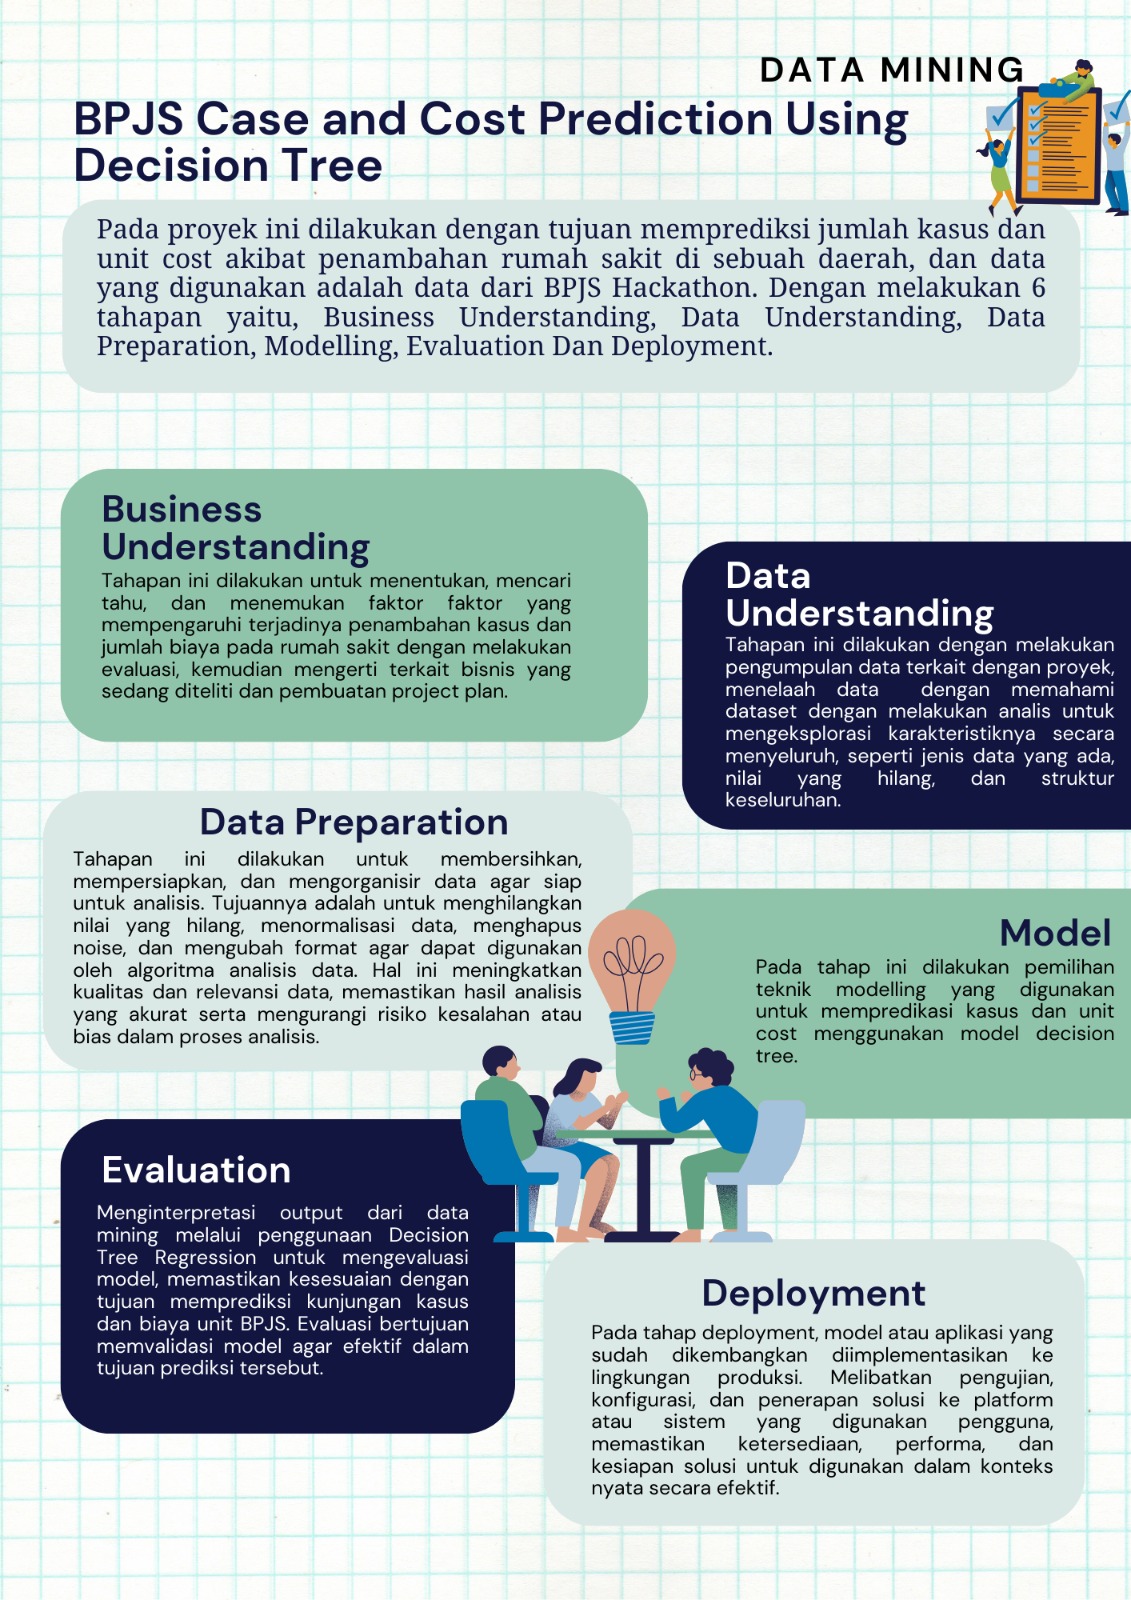 DATA MINING
BPJS Case and Cost Prediction Using
Decision Tree
Pada proyek ini dilakukan dengan tujuan memprediksi jumlah kasus dan
unit cost akibat penambahan rumah sakit di sebuah daerah, dan data
yang digunakan adalah data dari BPJS Hackathon. Dengan melakukan 6
tahapan yaitu, Business Understanding, Data Understanding, Data
Preparation, Modelling, Evaluation Dan Deployment.
Business
Understanding
Tahapan ini dilakukan untuk menentukan, mencari
tahu, dan menemukan faktor faktor yang
mempengaruhi terjadinya penambahan kasus dan
jumlah biaya pada rumah sakit dengan melakukan
evaluasi, kemudian mengerti terkait bisnis yang
sedang diteliti dan pembuatan project plan.
Data
Understanding
Tahapan ini dilakukan dengan melakukan
pengumpulan data terkait dengan proyek,
menelaah data dengan memahami
dataset dengan melakukan analis untuk
mengeksplorasi karakteristiknya secara
menyeluruh, seperti jenis data yang ada,
nilai yang hilang, dan struktur
keseluruhan.
Data Preparation
Tahapan ini dilakukan untuk membersihkan,
mempersiapkan, dan mengorganisir data agar siap
untuk analisis. Tujuannya adalah untuk menghilangkan
nilai yang hilang, menormalisasi data, menghapus
noise, dan mengubah format agar dapat digunakan
oleh algoritma analisis data. Hal ini meningkatkan
kualitas dan relevansi data, memastikan hasil analisis
yang akurat serta mengurangi risiko kesalahan atau
bias dalam proses analisis.
Model
Pada tahap ini dilakukan pemilihan
teknik modelling yang digunakan
untuk mempredikasi kasus dan unit
cost menggunakan model decision
tree.
Evaluation
Menginterpretasi output dari data
mining melalui penggunaan Decision
Tree Regression untuk mengevaluasi
model, memastikan kesesuaian dengan
tujuan memprediksi kunjungan kasus
dan biaya unit BPJS. Evaluasi bertujuan
memvalidasi model agar efektif dalam
tujuan prediksi tersebut.
Deployment
Pada tahap deployment, model atau aplikasi yang
sudah dikembangkan diimplementasikan ke
lingkungan produksi. Melibatkan pengujian,
konfigurasi, dan penerapan solusi ke platform
atau sistem yang digunakan pengguna,
memastikan ketersediaan, performa, dan
kesiapan solusi untuk digunakan dalam konteks
nyata secara efektif.